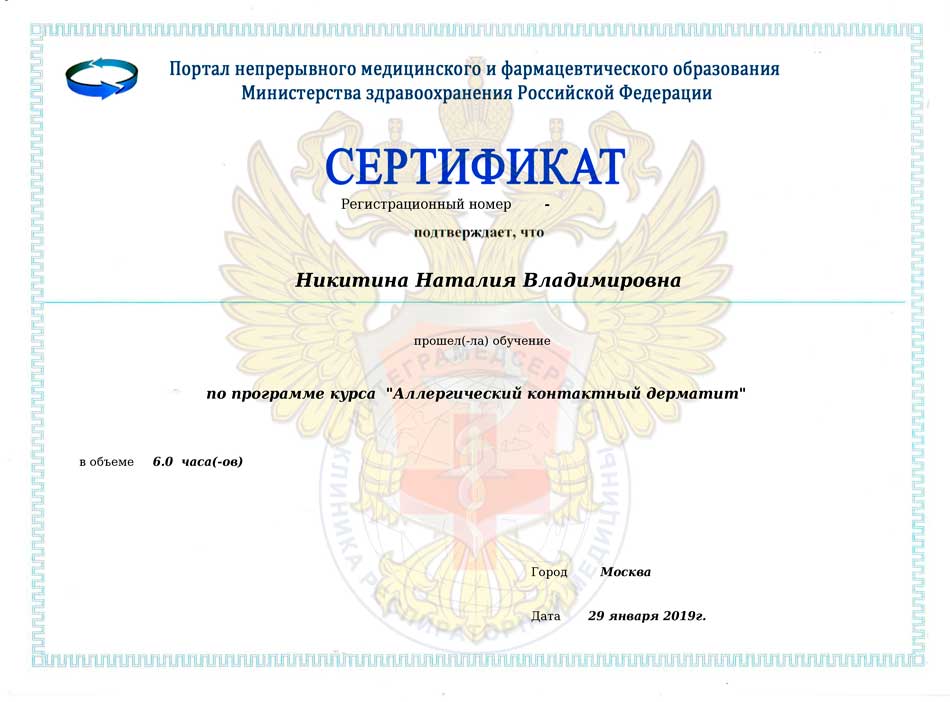 Портал непрерывного медицинского и фармацевтического образования
Министерства здравоохранения Российской Федерации
СЕРТИФИКАТ
Регистрационный номер -
подтверждает, что
Никитина Наталия Владимировна
прошел(-ла) обучение
по программе курса "Аллергический контактный дерматит"
в объеме 6.0 часа(-ов)
Город Москва
Дата 29 января 2019г.